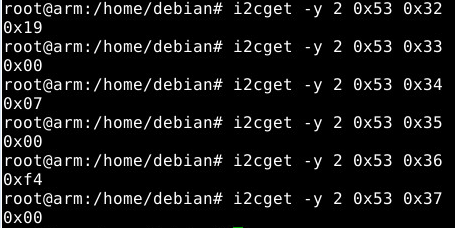 root@arm:/home/debian# i2cget -y 2 0x53 0x32
0x19
root@arm:/home/debian# i2cget -y 2 0x53 0x33
0x00
root@arm:/home/debian# i2cget -y 2 0x53 0x34
0x07
root@arm:/home/debian# i2cget -y 2 0x53 0x35
0x00
root@arm:/home/debian# i2cget -y 2 0x53 0x36
0xf4
root@arm:/home/debian# i2cget -y 2 0x53 0x37
0x00